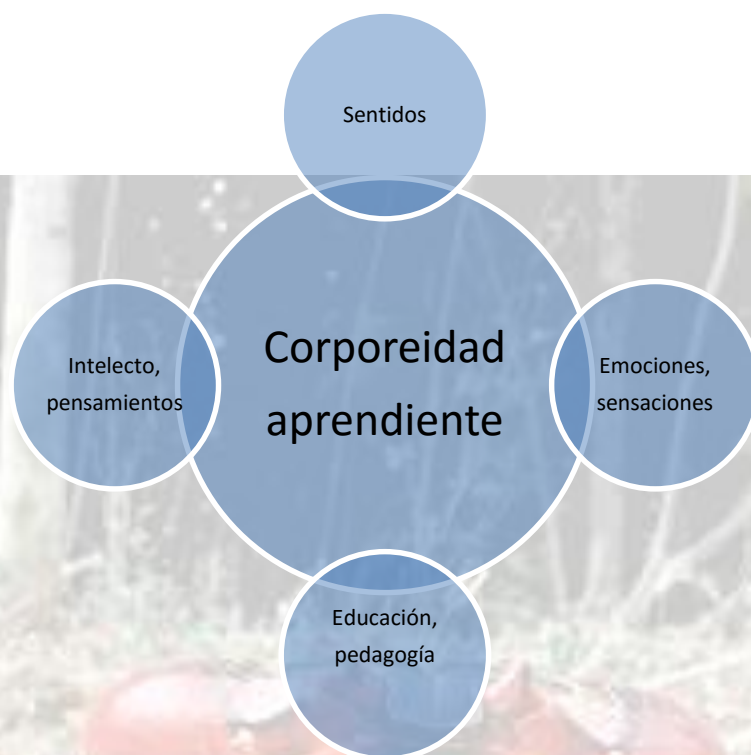 Sentidos
Corporeidad
aprendiente
Intelecto,
pensamientos
Emociones,
sensaciones
Educación,
pedagogía